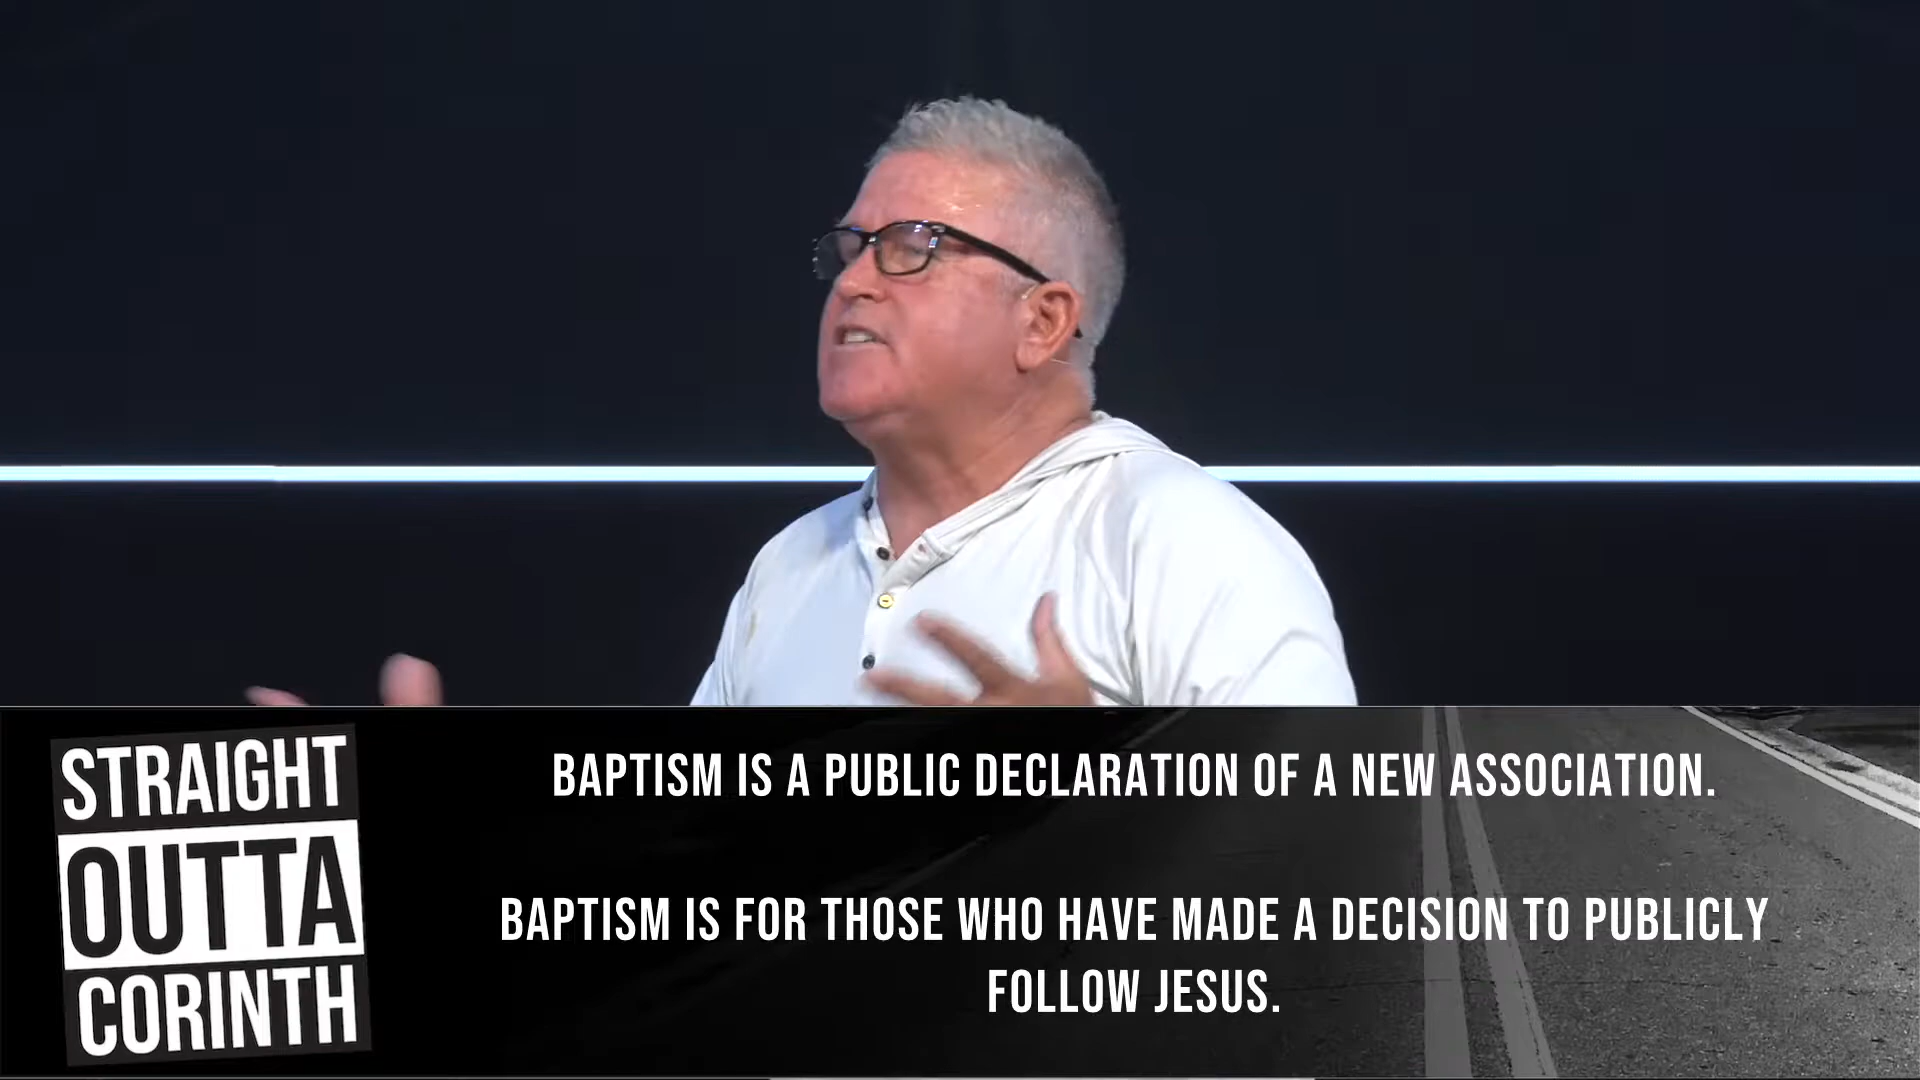 STRAIGHT
OUTTA
CORINTH
BAPTISM IS A PUBLIC DECLARATION OF A NEW ASSOCIATION.
BAPTISM IS FOR THOSE WHO HAVE MADE A DECISION TO PUBLICLY
FOLLOW JESUS.